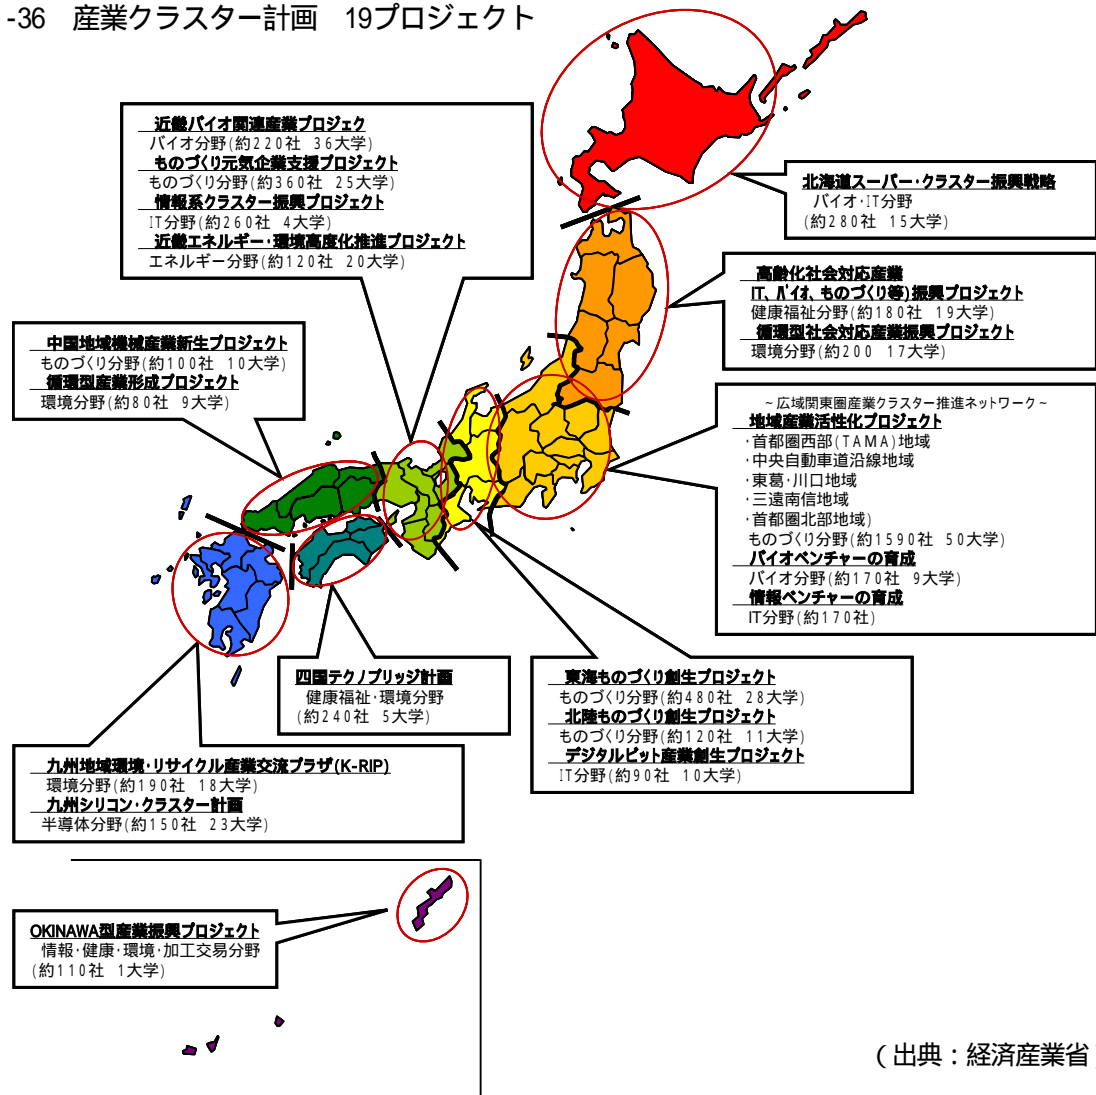 -36 産業クラスター計画 19プロジェクト
近畿バイオ関連産業プロジェク
バイオ分野(約220社 36大学)
ものづくり元気企業支援プロジェクト
ものづくり分野(約360社 25大学)
情報系クラスター振興プロジェクト
IT分野(約260社 4大学)
近畿エネルギー・環境高度化推進プロジェクト
エネルギー分野(約120社 20大学)
北海道スーパー・クラスター振興戦略
バイオ・IT分野
(約280社 15大学)
高齢化社会対応産業
IT、バイオ、ものづくり等)振興プロジェクト
健康福祉分野(約180社 19大学)
循環型社会対応産業振興プロジェクト
環境分野(約200 17大学)
中国地域機械産業新生プロジェクト
ものづくり分野(約100社 10大学)
循環型産業形成プロジェクト
環境分野(約80社 9大学)
~広域関東圏産業クラスター推進ネットワーク~
地域産業活性化プロジェクト
・首都圏西部(TAMA)地域
・中央自動車道沿線地域
・東葛・川口地域
・三遠南信地域
・首都圏北部地域)
ものづくり分野(約1590社 50大学)
バイオベンチャーの育成
バイオ分野(約170社 9大学)
情報ベンチャーの育成
IT分野(約170社)
四国テクノブリッジ計画
健康福祉・環境分野
(約240社 5大学)
東海ものづくり創生プロジェクト
ものづくり分野(約480社 28大学)
北陸ものづくり創生プロジェクト
ものづくり分野(約120社 11大学)
デジタルビット産業創生プロジェクト
IT分野(約90社 10大学)
九州地域環境・リサイクル産業交流プラザ(K-RIP)
環境分野(約190社 18大学)
九州シリコン・クラスター計画
半導体分野(約150社 23大学)
OKINAWA型産業振興プロジェクト
情報・健康・環境・加工交易分野
(約110社 1大学)
(出典:経済産業省)